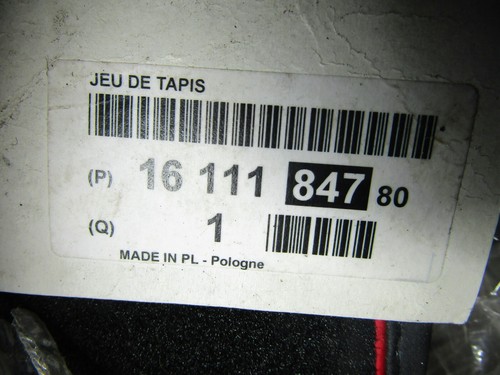 JEU DE TAPIS
(P) 16 111 847 80
(Q) 1
MADE IN PL - Pologne